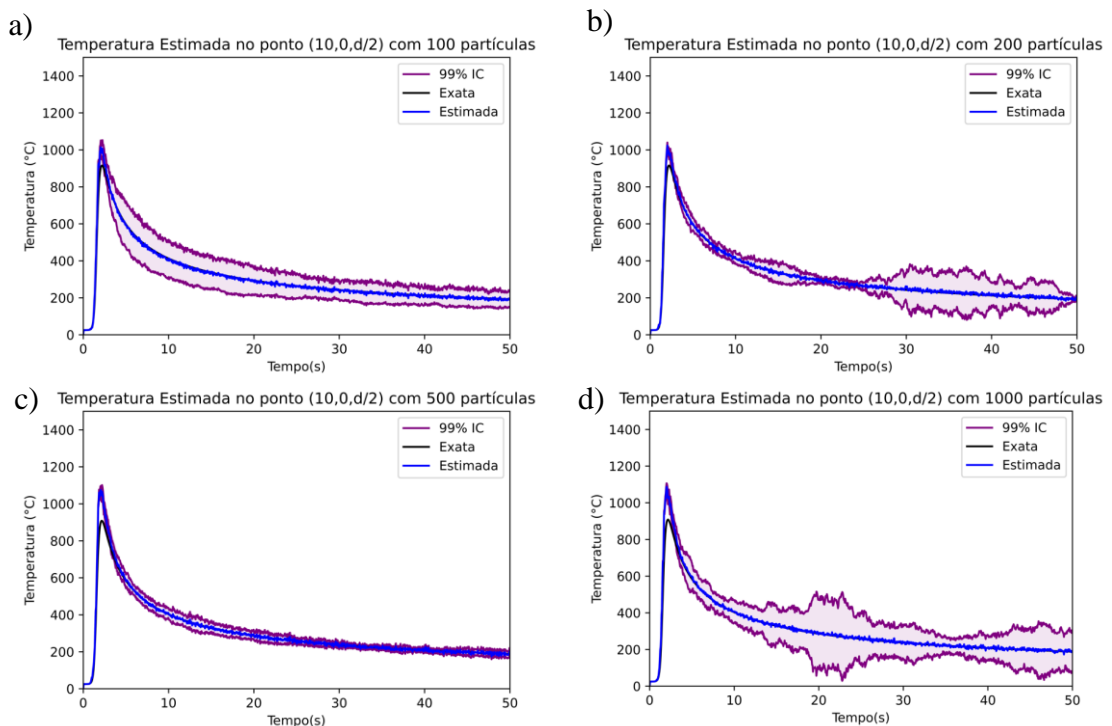 a)
Temperatura Estimada no ponto (10,0,d/2) com 100 partículas
1400
1200
1000
800
600
400
200
0
Temperatura (°C)
99% IC
Exata
Estimada
0 10 20 30 40 50
Tempo(s)
b)
Temperatura Estimada no ponto (10,0,d/2) com 200 partículas
1400
1200
1000
800
600
400
200
0
Temperatura (°C)
99% IC
Exata
Estimada
0 10 20 30 40 50
Tempo(s)
c)
Temperatura Estimada no ponto (10,0,d/2) com 500 partículas
1400
1200
1000
800
600
400
200
0
Temperatura (°C)
99% IC
Exata
Estimada
0 10 20 30 40 50
Tempo(s)
d)
Temperatura Estimada no ponto (10,0,d/2) com 1000 partículas
1400
1200
1000
800
600
400
200
0
Temperatura (°C)
99% IC
Exata
Estimada
0 10 20 30 40 50
Tempo(s)